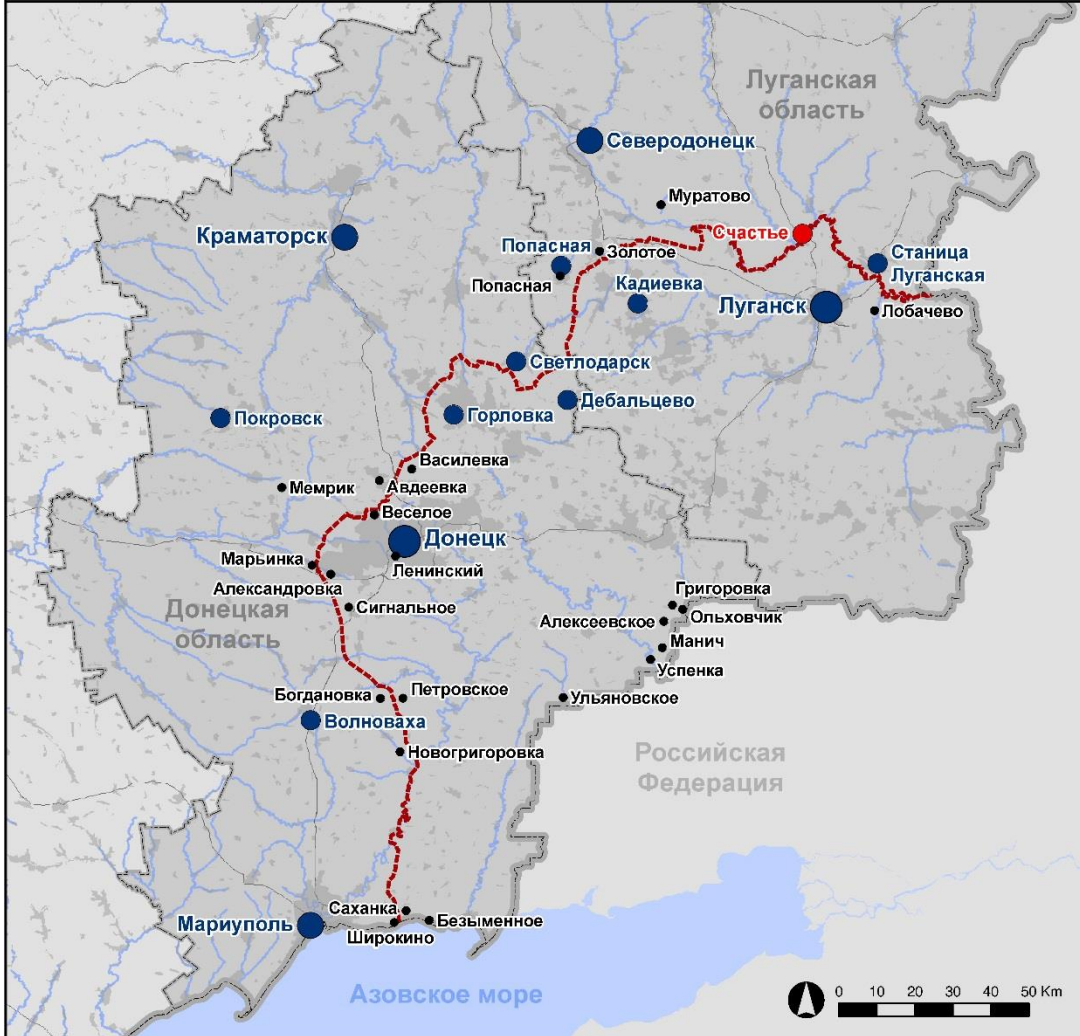 Луганская
область
Северодонецк
Муратово
Краматорск
Счастье
Попасная
Золотое
Станица
Луганская
Попасная
Кадиевка
Луганск
Лобачево
Светлодарск
Дебальцево
Горловка
Покровск
Василевка
Авдеевка
Мемрик
Веселое
Донецк
Марьинка
Ленинский
Александровка
Донецкая
область
Сигнальное
Григоровка
Ольховчик
Алексеевское
Манич
Успенка
Богдановка
Петровское
Ульяновское
Волноваха
Новогригоровка
Российская
Федерация
Саханка
Безыменное
Мариуполь
Широкино
Азовское море
0 10 20 30 40 50 Km